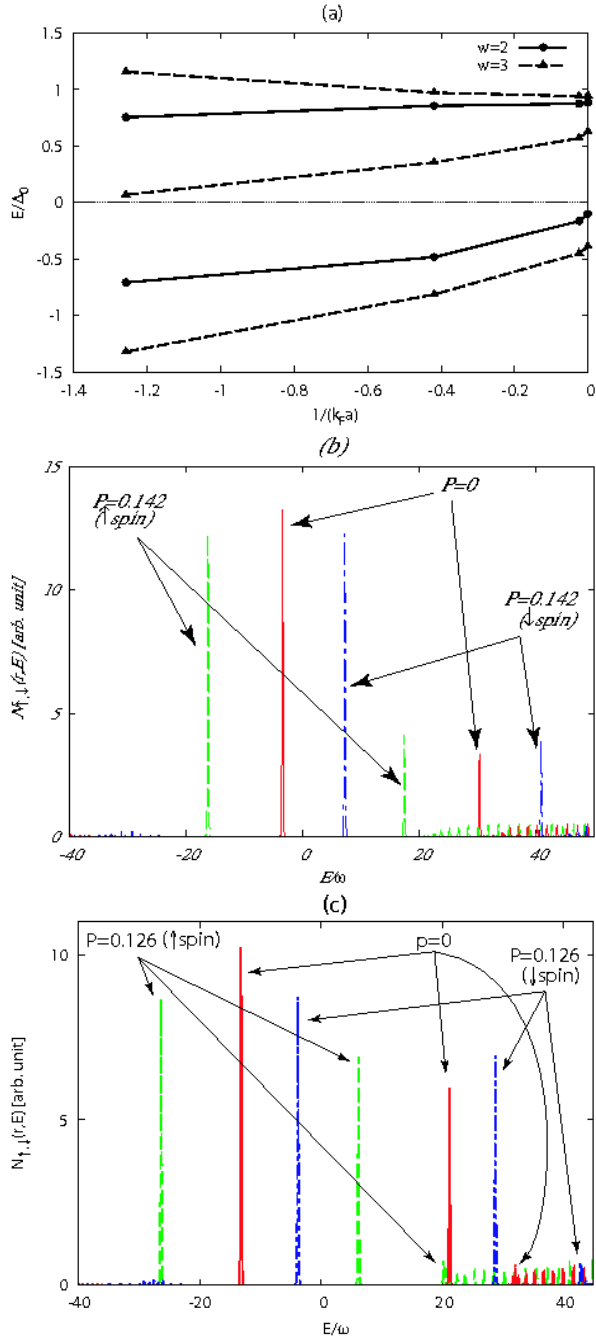 (a)
w=2
w=3
1.5
1
0.5
0
-0.5
-1
-1.5
E/Δ₀
-1.4 -1.2 -1 -0.8 -0.6 -0.4 -0.2 0
1/(kFa)
(b)
15
10
5
0
N↑,↓(r,E) [arb. unit]
P=0.142
(↑spin)
P=0
P=0.142
(↓spin)
-40 -20 0 20 40
E/ω
(c)
10
5
0
N↑,↓(r,E) [arb. unit]
P=0.126 (↑spin)
p=0
P=0.126
(↓spin)
-40 -20 0 20 40
E/ω